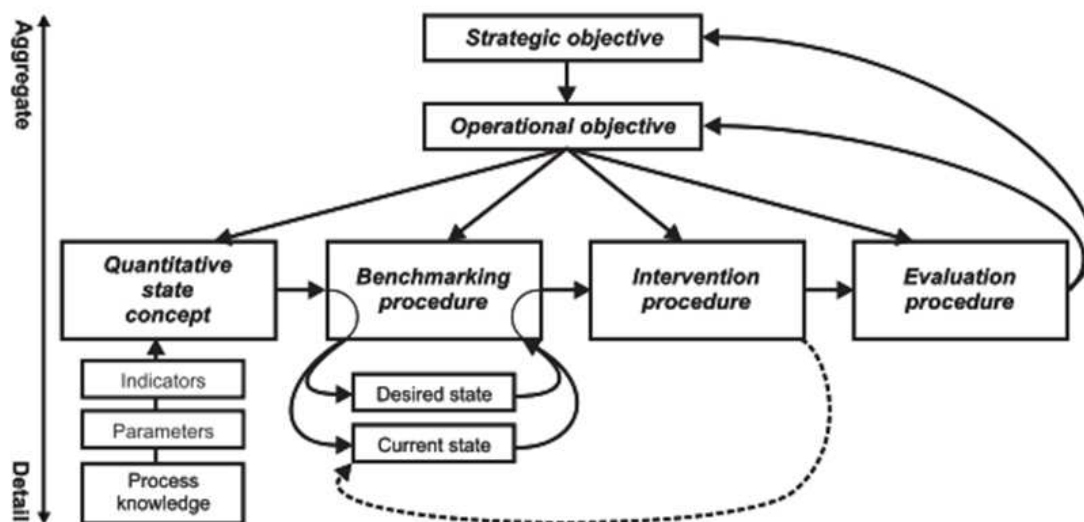 Aggregate
Detail
Strategic objective
Operational objective
Quantitative
state
concept
Benchmarking
procedure
Intervention
procedure
Evaluation
procedure
Indicators
Parameters
Process
knowledge
Desired state
Current state